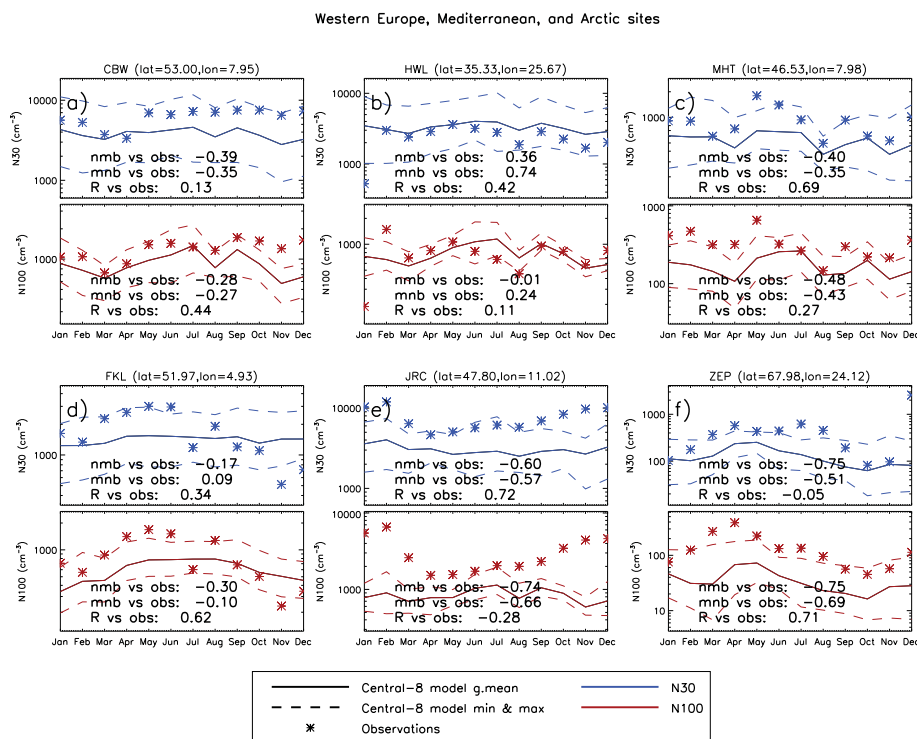 Western Europe, Mediterranean, and Arctic sites
CBW (lat=53.00,lon=7.95)
a)
N30 (cm⁻³)
10000
1000
nmb vs obs: −0.39
mnb vs obs: −0.35
R vs obs: 0.13
N100 (cm⁻³)
1000
nmb vs obs: −0.28
mnb vs obs: −0.27
R vs obs: 0.44
Jan Feb Mar Apr May Jun Jul Aug Sep Oct Nov Dec
HWL (lat=35.33,lon=25.67)
b)
10000
1000
nmb vs obs: 0.36
mnb vs obs: 0.74
R vs obs: 0.42
1000
nmb vs obs: −0.01
mnb vs obs: 0.24
R vs obs: 0.11
Jan Feb Mar Apr May Jun Jul Aug Sep Oct Nov Dec
MHT (lat=46.53,lon=7.98)
c)
1000
nmb vs obs: −0.40
mnb vs obs: −0.35
R vs obs: 0.69
1000
100
nmb vs obs: −0.48
mnb vs obs: −0.43
R vs obs: 0.27
Jan Feb Mar Apr May Jun Jul Aug Sep Oct Nov Dec
FKL (lat=51.97,lon=4.93)
d)
N30 (cm⁻³)
1000
nmb vs obs: −0.17
mnb vs obs: 0.09
R vs obs: 0.34
N100 (cm⁻³)
1000
nmb vs obs: −0.30
mnb vs obs: −0.10
R vs obs: 0.62
Jan Feb Mar Apr May Jun Jul Aug Sep Oct Nov Dec
JRC (lat=47.80,lon=11.02)
e)
10000
1000
nmb vs obs: −0.60
mnb vs obs: −0.57
R vs obs: 0.72
10000
1000
nmb vs obs: −0.74
mnb vs obs: −0.66
R vs obs: −0.28
Jan Feb Mar Apr May Jun Jul Aug Sep Oct Nov Dec
ZEP (lat=67.98,lon=24.12)
f)
1000
100
nmb vs obs: −0.75
mnb vs obs: −0.51
R vs obs: −0.05
100
10
nmb vs obs: −0.75
mnb vs obs: −0.69
R vs obs: 0.71
Jan Feb Mar Apr May Jun Jul Aug Sep Oct Nov Dec
Central−8 model g.mean
Central−8 model min & max
Observations
N30
N100